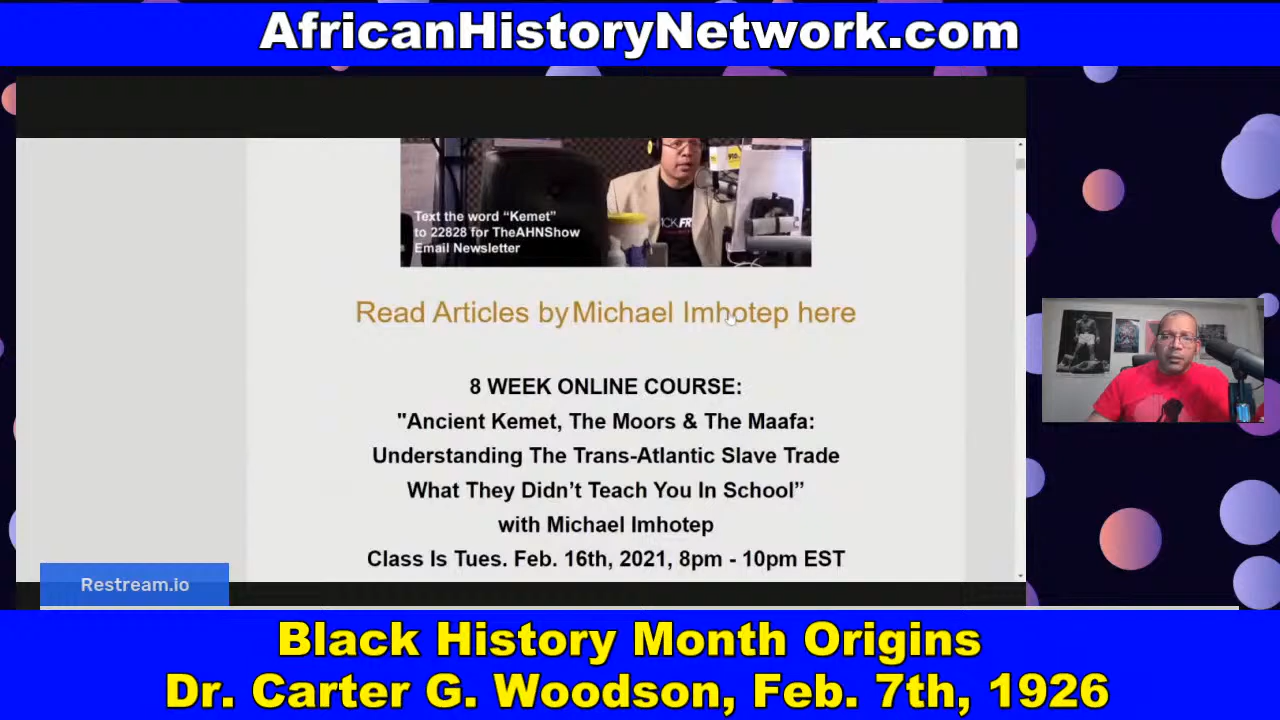 AfricanHistoryNetwork.com
Text the word “Kemet”
to 22828 for TheAHNShow
Email Newsletter
Read Articles by Michael Imhotep here
8 WEEK ONLINE COURSE:
"Ancient Kemet, The Moors & The Maafa:
Understanding The Trans-Atlantic Slave Trade
What They Didn’t Teach You In School”
with Michael Imhotep
Class Is Tues. Feb. 16th, 2021, 8pm - 10pm EST
Restream.io
Black History Month Origins
Dr. Carter G. Woodson, Feb. 7th, 1926